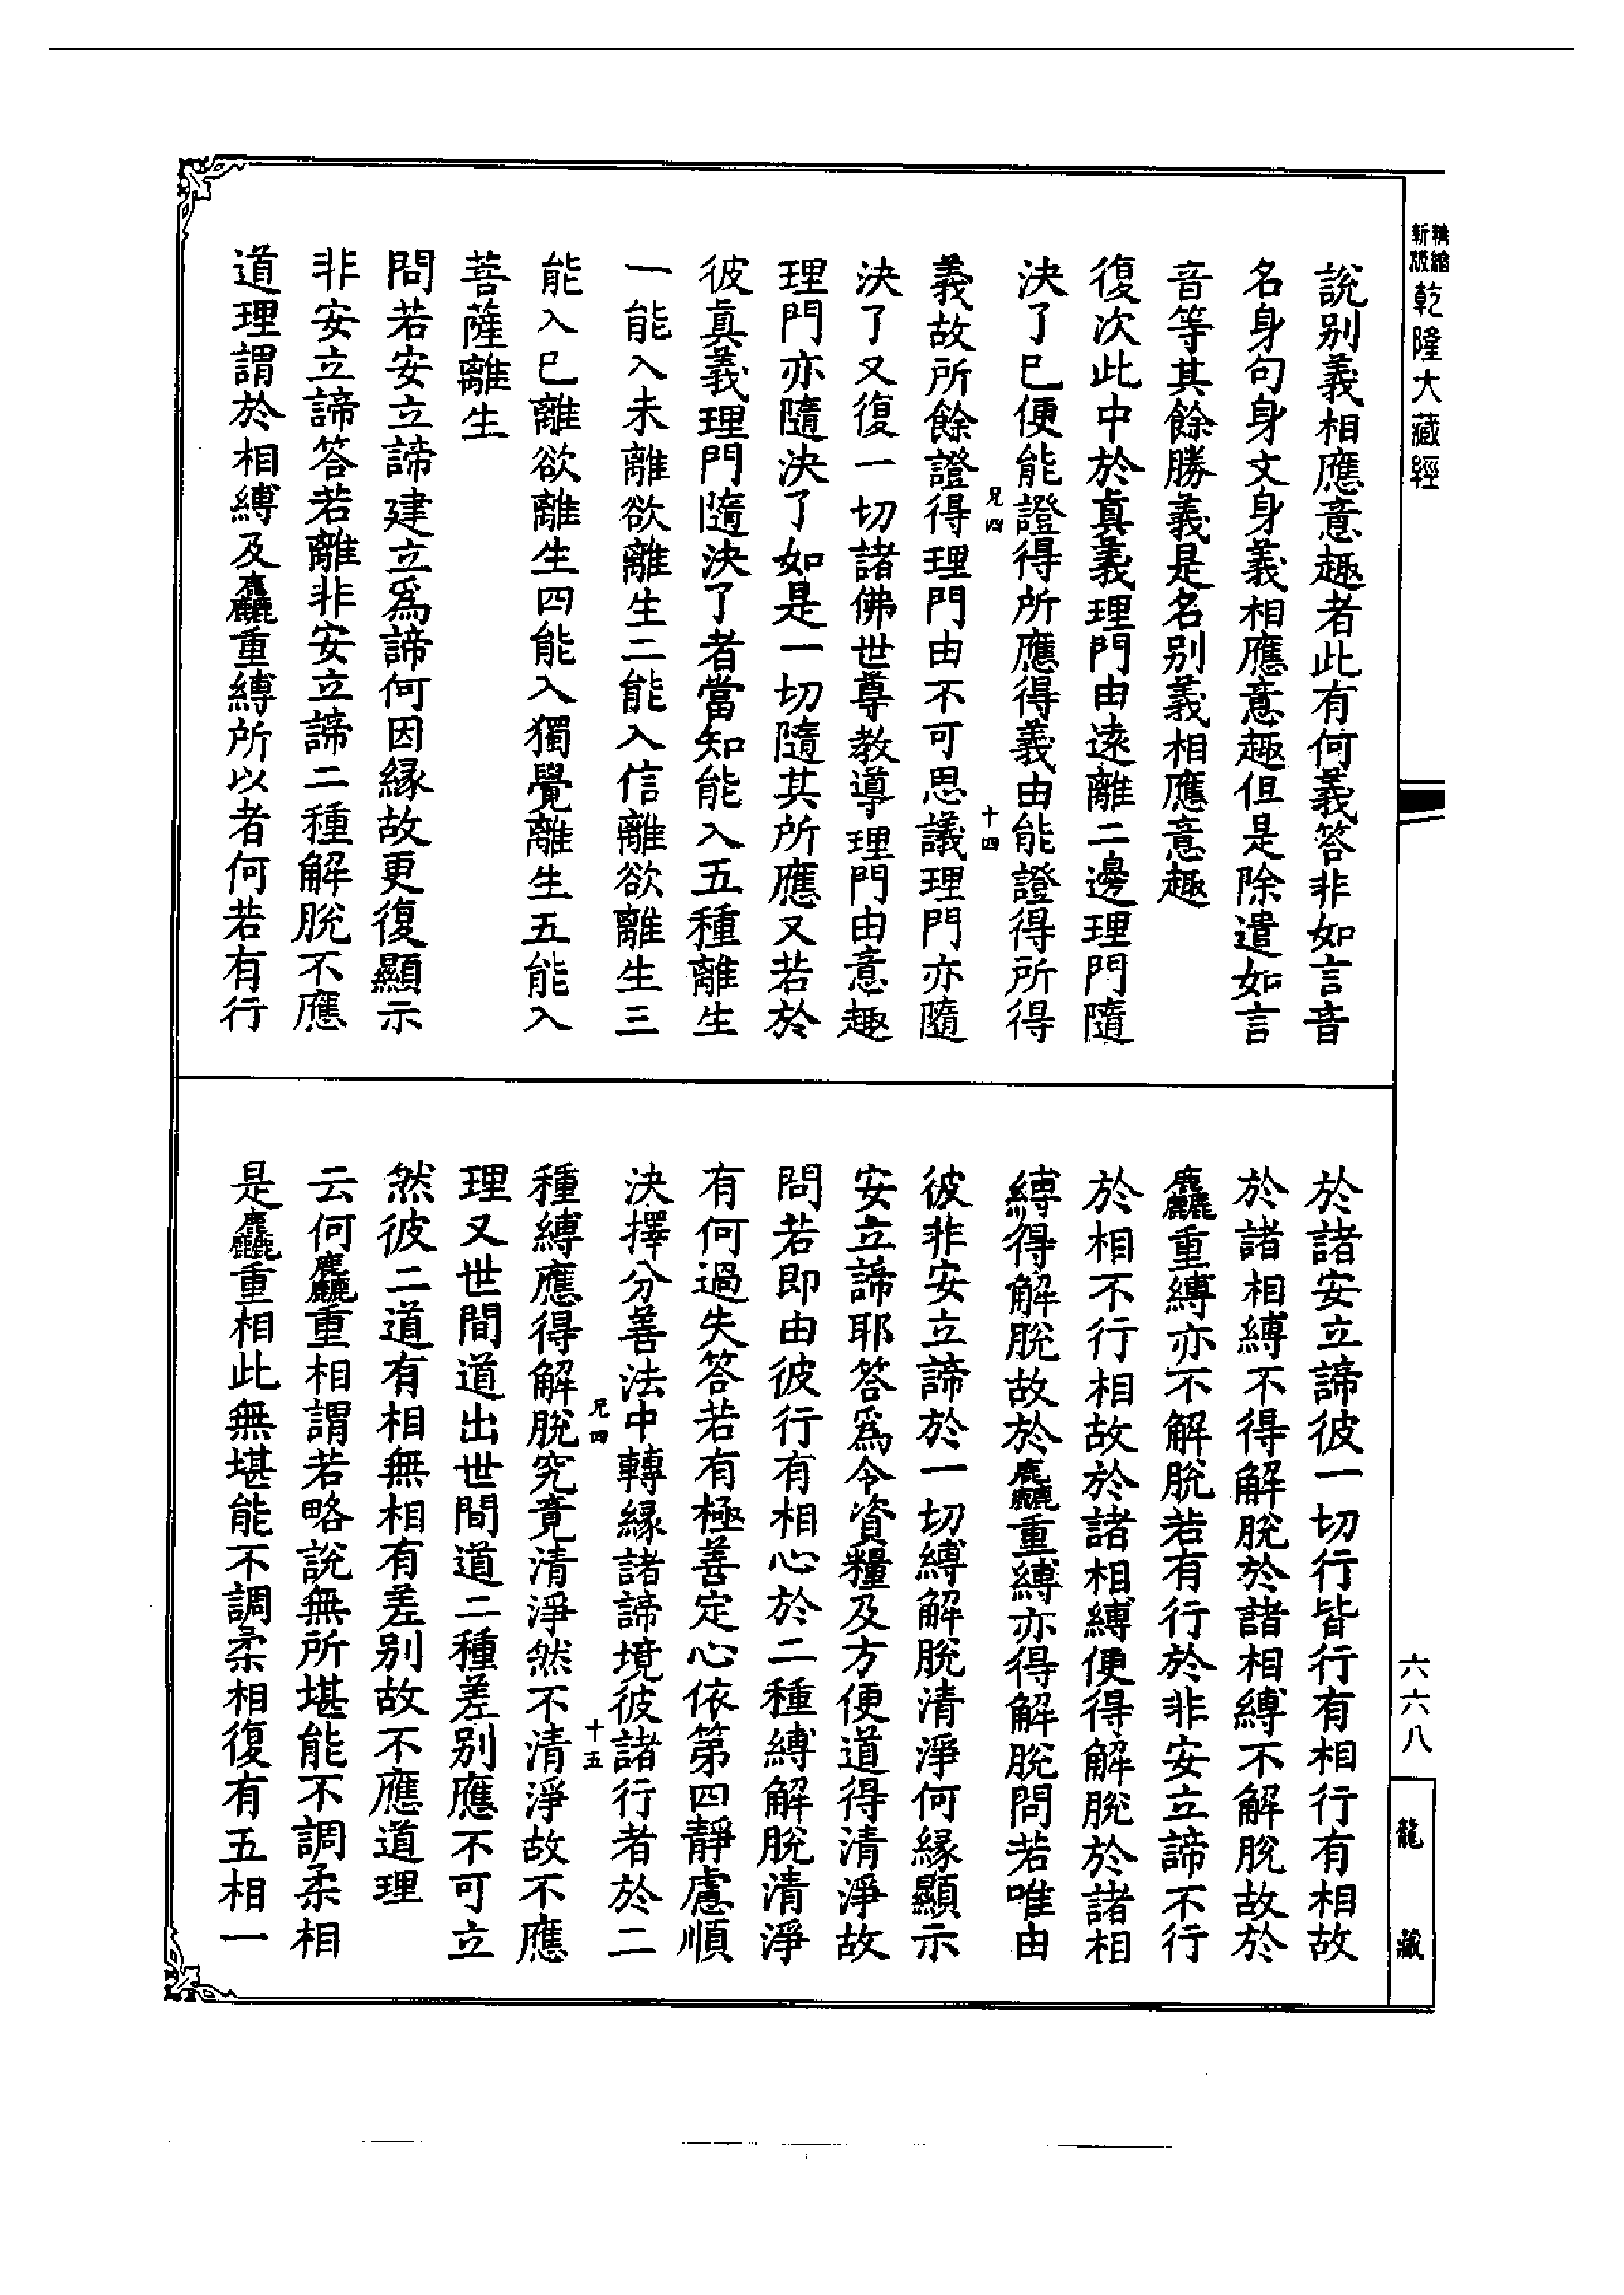 精縮新版乾隆大藏經
說别義相應意趣者此有何義答非如言音
名身句身文身義相應意趣但是除遣如言
音等其餘勝義是名别義相應意趣
復次此中於真義理門由遠離二邊理門隨
決了已便能證得所應得義由能證得所得
兄四
十四
義故所餘證得理門由不可思議理門亦隨
決了又復一切諸佛世尊教導理門由意趣
理門亦隨決了如是一切隨其所應又若於
彼眞義理門隨決了者當知能入五種離生
一能入未離欲離生二能入信離欲離生三
能入已離欲離生四能入獨覺離生五能入
菩薩離生
問若安立諦建立爲諦何因緣故更復顯示
非安立諦答若離非安立諦二種解脫不應
道理謂於相縛及麤重縛所以者何若有行
於諸安立諦彼一切行皆行有相行有相故
於諸相縛不得解脫於諸相縛不解脫故於
麤重縛亦不解脫若有行於非安立諦不行
於相不行相故於諸相縛便得解脫於諸相
縛得解脫故於麤重縛亦得解脫問若唯由
彼非安立諦於一切縛解脫清淨何緣顯示
安立諦耶答爲令資糧及方便道得清淨故
問若即由彼行有相心於二種縛解脫清淨
有何過失答若有極善定心依第四靜慮順
決擇分善法中轉緣諸諦境彼諸行者於二
兄四
十五
種縛應得解脫究竟清淨然不清淨故不應
理又世間道出世間道二種差别應不可立
然彼二道有相無相有差别故不應道理
云何麤重相謂若略說無所堪能不調柔相
是麤重相此無堪能不調柔相復有五相一
六六八
龍藏